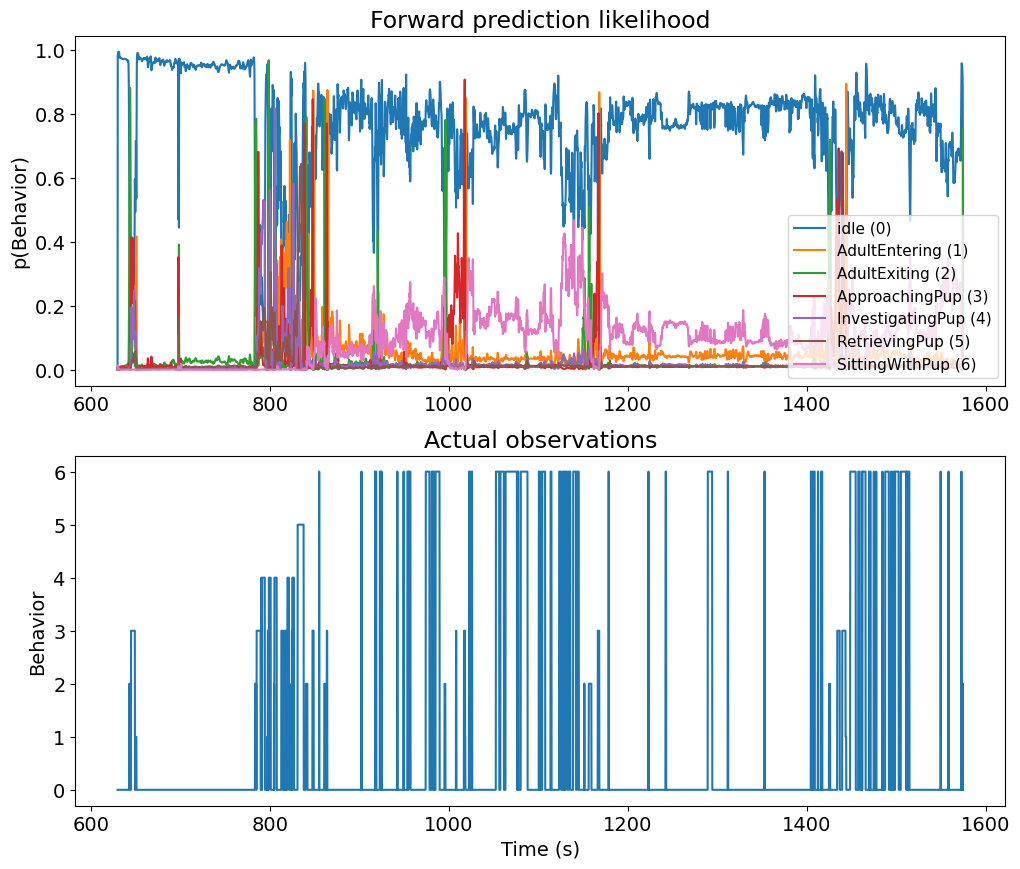 Forward prediction likelihood
p(Behavior)
1.0
0.8
0.6
0.4
0.2
0.0
idle (0)
AdultEntering (1)
AdultExiting (2)
ApproachingPup (3)
InvestigatingPup (4)
RetrievingPup (5)
SittingWithPup (6)
600 800 1000 1200 1400 1600
Actual observations
Behavior
6
5
4
3
2
1
0
600 800 1000 1200 1400 1600
Time (s)